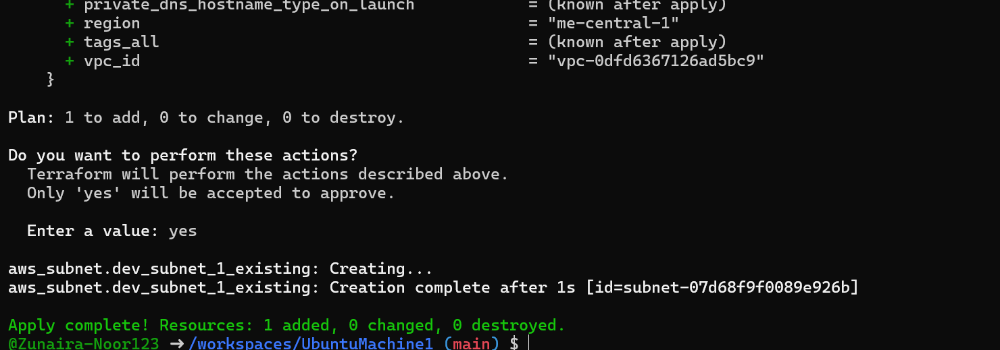 + private_dns_hostname_type_on_launch = (known after apply)
+ region = "me-central-1"
+ tags_all = (known after apply)
+ vpc_id = "vpc-0dfd6367126ad5bc9"
}
Plan: 1 to add, 0 to change, 0 to destroy.
Do you want to perform these actions?
Terraform will perform the actions described above.
Only 'yes' will be accepted to approve.
Enter a value: yes
aws_subnet.dev_subnet_1_existing: Creating...
aws_subnet.dev_subnet_1_existing: Creation complete after 1s [id=subnet-07d68f9f0089e926b]
Apply complete! Resources: 1 added, 0 changed, 0 destroyed.
@Zunaira-Noor123 ➜ /workspaces/UbuntuMachine1 (main) $